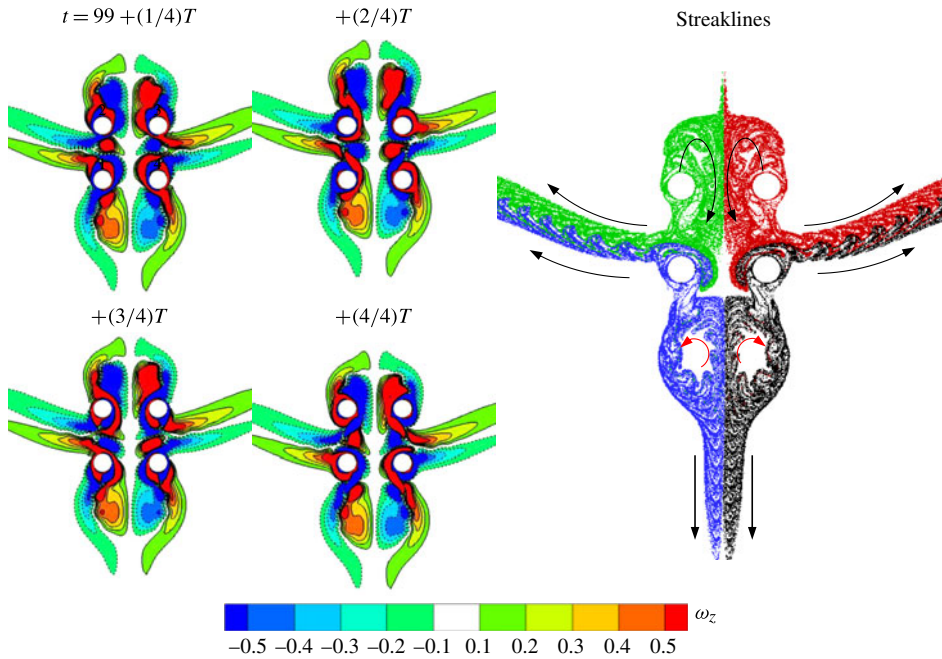 t = 99 +(1/4)T
+(2/4)T
Streaklines
+(3/4)T
+(4/4)T
ω_z
−0.5 −0.4 −0.3 −0.2 −0.1 0.1 0.2 0.3 0.4 0.5